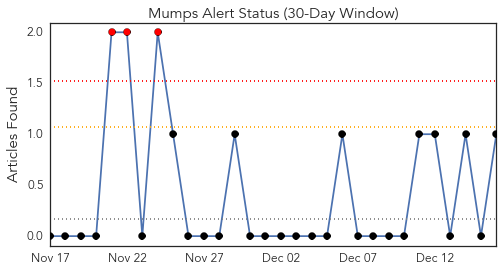 Mumps Alert Status (30-Day Window)
Articles Found
2.0
1.5
1.0
0.5
0.0
Nov 17 Nov 22 Nov 27 Dec 02 Dec 07 Dec 12